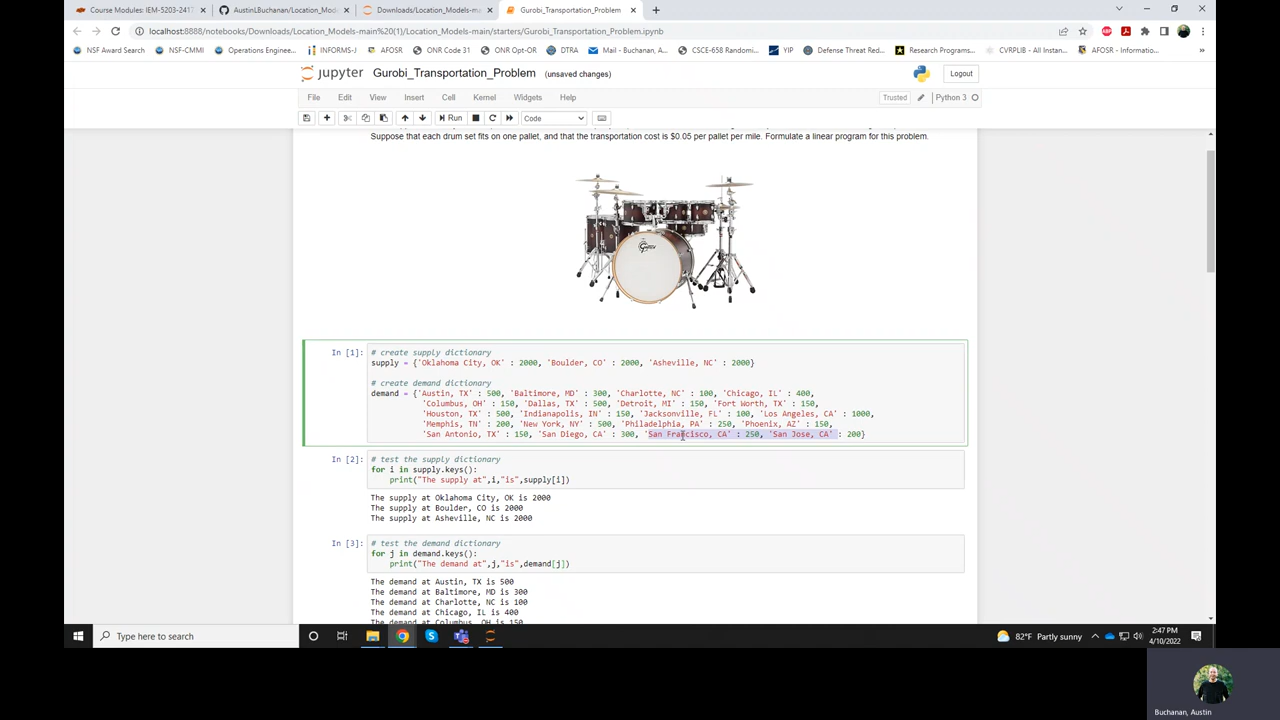 Course Modules: IEM-5203-2417
AustinLBuchanan/Location_Mode
Downloads/Location_Models-main
Gurobi_Transportation_Problem
localhost:8888/notebooks/Downloads/Location_Models-main%20(1)/Location_Models-main/starters/Gurobi_Transportation_Problem.ipynb
NSF Award Search
NSF-CMMI
Operations Enginee...
INFORMS-J
AFOSR
ONR Code 31
ONR Opt-OR
DTRA
Mail - Buchanan, Au...
CSCE-658 Randomi...
YIP
Defense Threat Red...
Research Programs...
CVRPLIB - All Instan...
AFOSR - Informatio...
jupyter
Gurobi_Transportation_Problem
(unsaved changes)
Logout
File
Edit
View
Insert
Cell
Kernel
Widgets
Help
Trusted
Python 3
Run
Code
Suppose that each drum set fits on one pallet, and that the transportation cost is $0.05 per pallet per mile. Formulate a linear program for this problem.
Gretsch
In [1]:
# create supply dictionary
supply = {'Oklahoma City, OK' : 2000, 'Boulder, CO' : 2000, 'Asheville, NC' : 2000}
# create demand dictionary
demand = {'Austin, TX' : 500, 'Baltimore, MD' : 300, 'Charlotte, NC' : 100, 'Chicago, IL' : 400,
'Columbus, OH' : 150, 'Dallas, TX' : 500, 'Detroit, MI' : 150, 'Fort Worth, TX' : 150,
'Houston, TX' : 500, 'Indianapolis, IN' : 150, 'Jacksonville, FL' : 100, 'Los Angeles, CA' : 1000,
'Memphis, TN' : 200, 'New York, NY' : 500, 'Philadelphia, PA' : 250, 'Phoenix, AZ' : 150,
'San Antonio, TX' : 150, 'San Diego, CA' : 300, 'San Francisco, CA' : 250, 'San Jose, CA' : 200}
In [2]:
# test the supply dictionary
for i in supply.keys():
print("The supply at",i,"is",supply[i])
The supply at Oklahoma City, OK is 2000
The supply at Boulder, CO is 2000
The supply at Asheville, NC is 2000
In [3]:
# test the demand dictionary
for j in demand.keys():
print("The demand at",j,"is",demand[j])
The demand at Austin, TX is 500
The demand at Baltimore, MD is 300
The demand at Charlotte, NC is 100
The demand at Chicago, IL is 400
The demand at Columbus, OH is 150
Type here to search
82°F Partly sunny
2:47 PM
4/10/2022
Buchanan, Austin